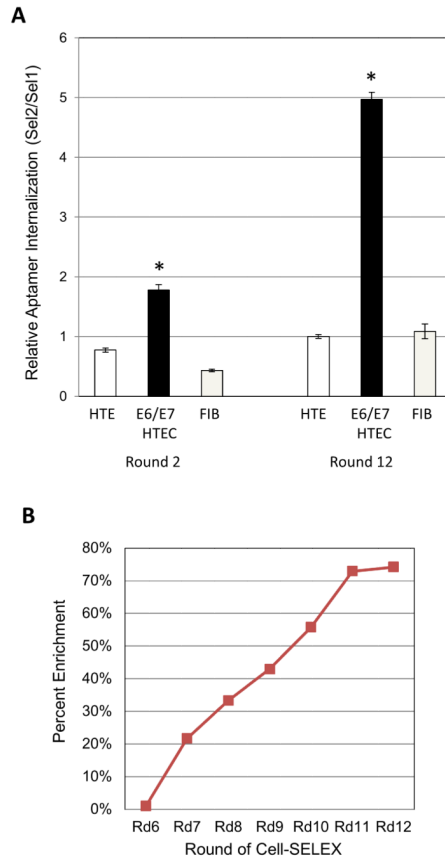 A
Relative Aptamer Internalization (Sel2/Sel1)
6
5
4
3
2
1
0
*
*
HTE E6/E7 HTEC FIB HTE E6/E7 HTEC FIB
Round 2 Round 12
B
Percent Enrichment
80%
70%
60%
50%
40%
30%
20%
10%
0%
Rd6 Rd7 Rd8 Rd9 Rd10 Rd11 Rd12
Round of Cell-SELEX